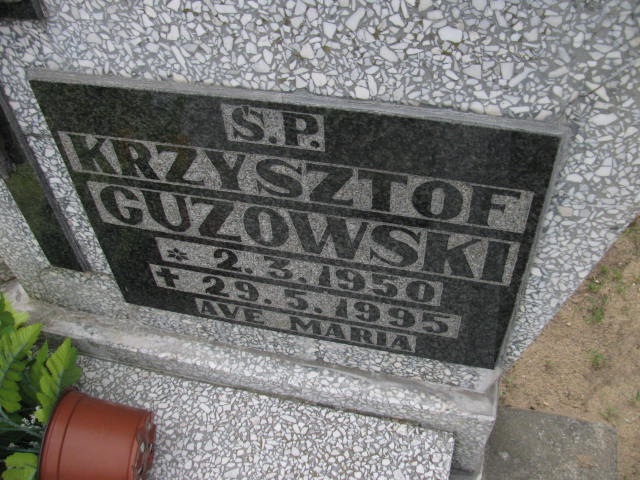 Ś.P.
KRZYSZTOF
GUZOWSKI
* 2.3.1950
✝ 29.5.1995
AVE MARIA